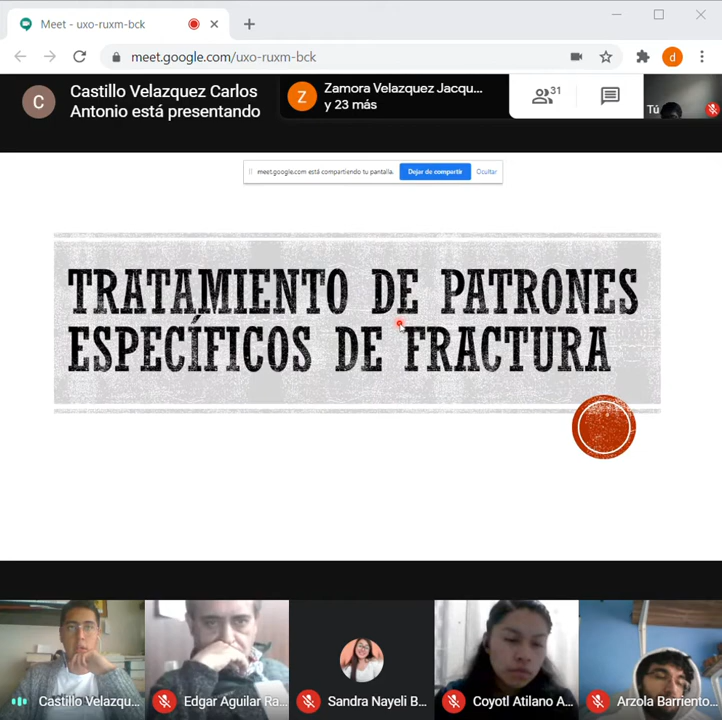 Meet - uxo-ruxm-bck
meet.google.com/uxo-ruxm-bck
d
C
Castillo Velazquez Carlos
Antonio está presentando
Z
Zamora Velazquez Jacqu...
y 23 más
31
Tú
meet.google.com está compartiendo tu pantalla.
Dejar de compartir
Ocultar
TRATAMIENTO DE PATRONES
ESPECÍFICOS DE FRACTURA
Castillo Velazqu...
Edgar Aguilar Ra...
Sandra Nayeli B...
Coyotl Atilano A...
Arzola Barriento...